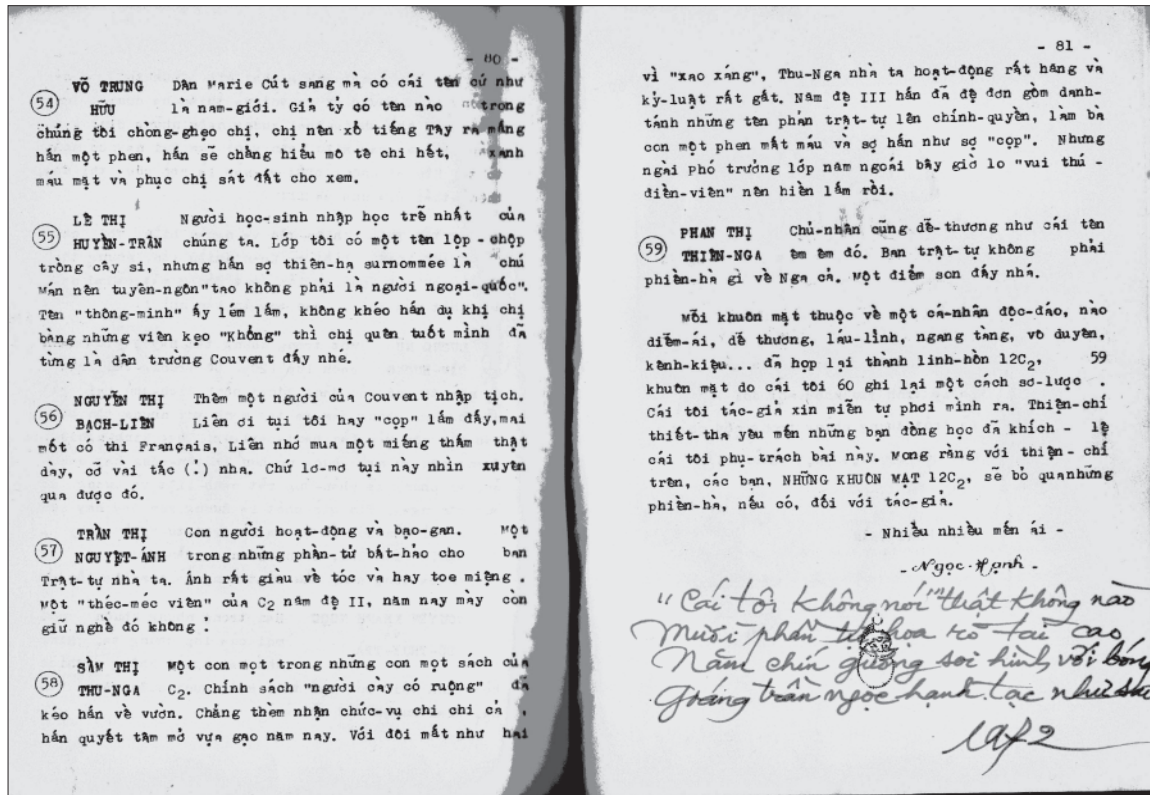 - 80 -
54 VÕ TRUNG HỮU Dân Marie Cút sang mà có cái tên cứ như
là nam-giới. Giả tỷ có tên nào trong
chúng tôi chòng-ghẹo chị, chị nên xổ tiếng Tây ra mắng
hắn một phen, hắn sẽ chẳng hiểu mô tê chi hết, xanh
máu mặt và phục chị sát đất cho xem.
55 LÊ THỊ HUYỀN-TRÂN Người học-sinh nhập học trễ nhất của
chúng ta. Lớp tôi có một tên lộp-chộp
trồng cây si, nhưng hắn sợ thiên-hạ surnommée là chú
Mán nên tuyên-ngôn"tao không phải là người ngoại-quốc".
Tên "thông-minh" ấy lém lắm, không khéo hắn dụ khị chị
bằng những viên kẹo "Khổng" thì chị quên tuốt mình đã
từng là dân trường Couvent đấy nhé.
56 NGUYỄN THỊ BẠCH-LIÊN Thêm một người của Couvent nhập tịch.
Liên ơi tụi tôi hay "cọp" lắm đấy,mai
mốt có thi Français, Liên nhớ mua một miếng thấm thật
dày, cỡ vài tấc (!) nha. Chứ lơ-mơ tụi này nhìn xuyên
qua được đó.
57 TRẦN THỊ NGUYỆT-ÁNH Con người hoạt-động và bạo-gan. Một
trong những phần-tử bất-hảo cho ban
Trật-tự nhà ta. Ánh rất giàu về tóc và hay toe miệng .
Một "théc-méc viên" của C2 năm đệ II, năm nay mày còn
giữ nghề đó không !
58 SẦM THỊ THU-NGA Một con mọt trong những con mọt sách của
C2. Chính sách "người cày có ruộng" đã
kéo hắn về vườn. Chẳng thèm nhận chức-vụ chi chi cả ,
hắn quyết tâm mở vựa gạo năm nay. Với đôi mắt như hai
- 81 -
vì "xao xáng", Thu-Nga nhà ta hoạt-động rất hăng và
kỷ-luật rất gắt. Năm đệ III hắn đã đệ đơn gồm danh-
tánh những tên phản trật-tự lên chính-quyền, làm bà
con một phen mất máu và sợ hắn như sợ "cọp". Nhưng
ngài Phó trưởng lớp năm ngoái bây giờ lo "vui thú -
điền-viên" nên hiền lắm rồi.
59 PHAN THỊ THIÊN-NGA Chủ-nhân cũng dễ-thương như cái tên
êm êm đó. Ban trật-tự không phải
phiền-hà gì về Nga cả. Một điểm son đấy nhá.
Mỗi khuôn mặt thuộc về một cá-nhân độc-đáo, nào
diễm-ái, dễ thương, láu-lỉnh, ngang tàng, vô duyên,
kênh-kiệu... đã họp lại thành linh-hồn 12C2, 59
khuôn mặt do cái tôi 60 ghi lại một cách sơ-lược .
Cái tôi tác-giả xin miễn tự phơi mình ra. Thiện-chí
thiết-tha yêu mến những bạn đồng học đã khích - lệ
cái tôi phụ-trách bài này. Mong rằng với thiện - chí
trên, các bạn, NHỮNG KHUÔN MẶT 12C2, sẽ bỏ quanhững
phiền-hà, nếu có, đối với tác-giả.
- Nhiều nhiều mến ái -
- Ngọc-Hạnh -
"Cái tôi không nói" thật không nào
Mười phần tựa hoa rõ tài cao
Năm chín gương soi hình với bóng
Gtrần ngọc hạnh tạc như